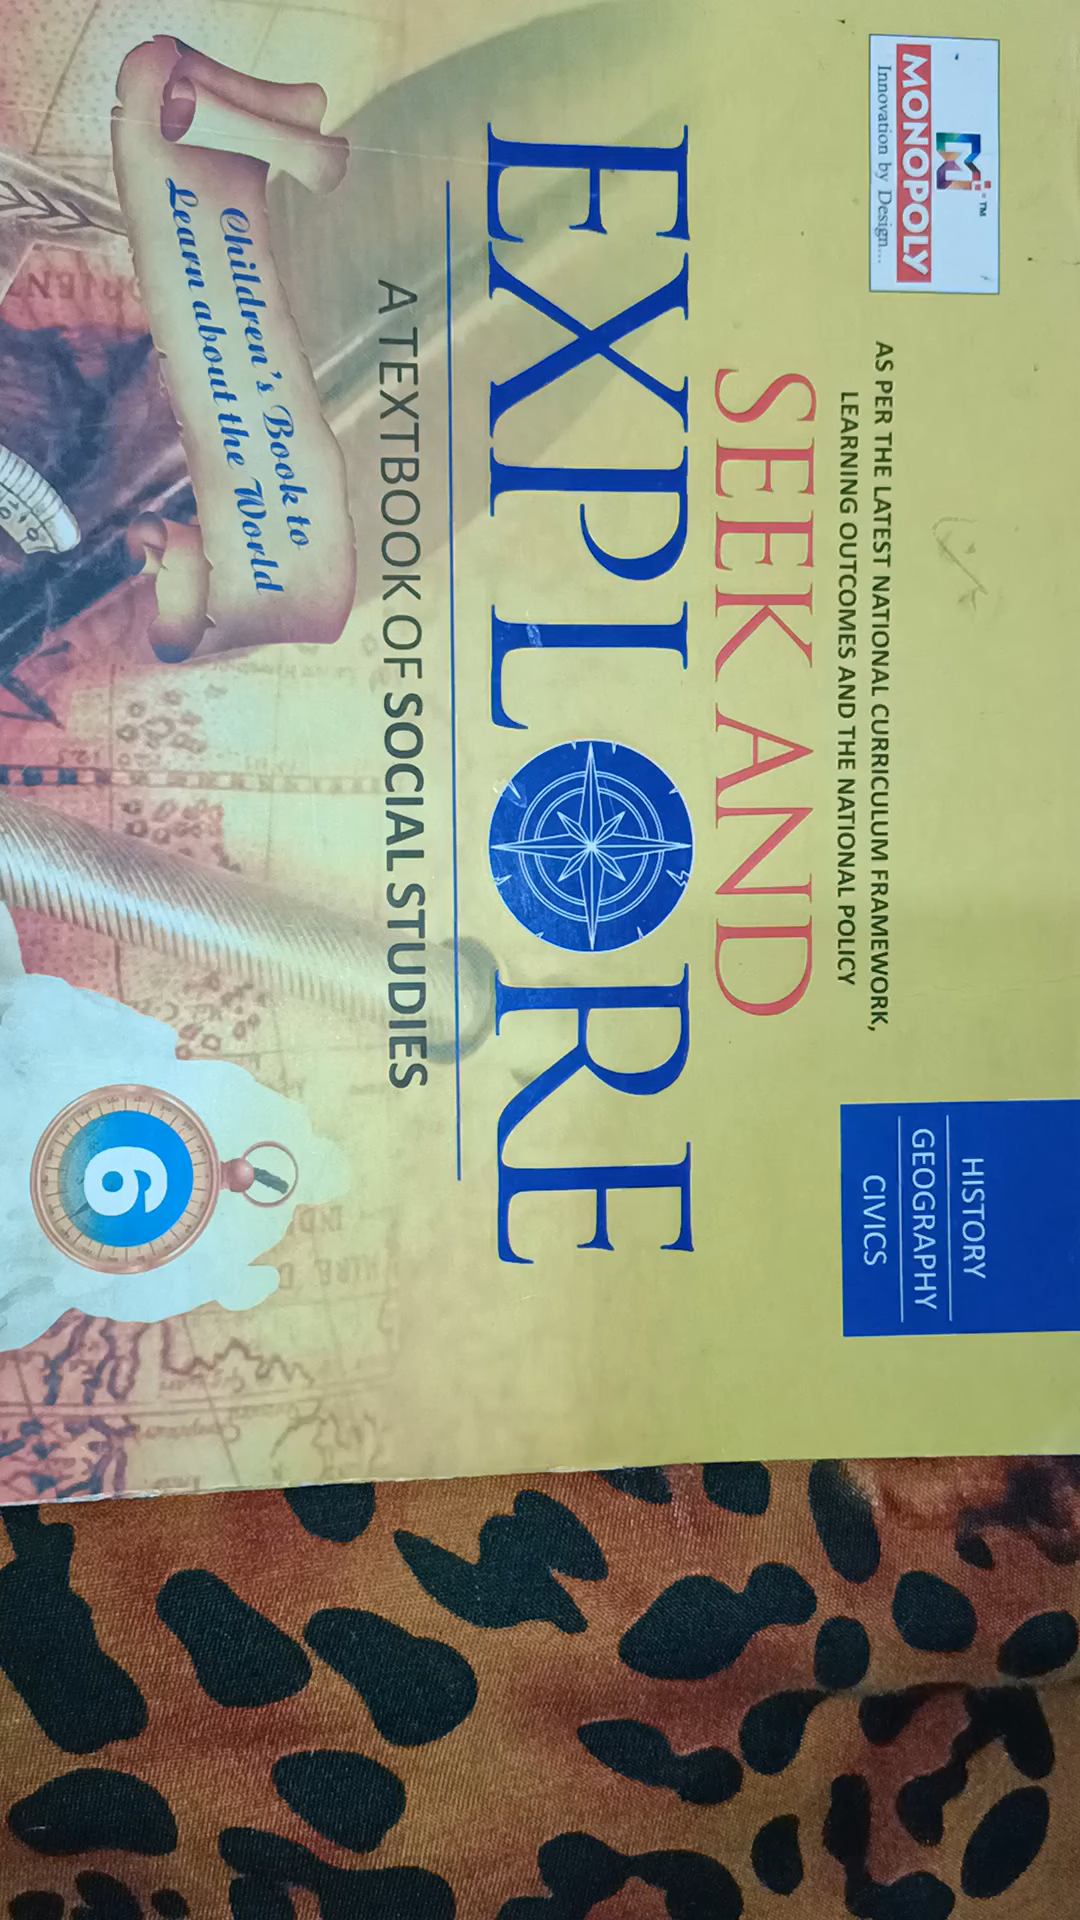 M
TM
MONOPOLY
Innovation by Design...
AS PER THE LATEST NATIONAL CURRICULUM FRAMEWORK,
LEARNING OUTCOMES AND THE NATIONAL POLICY
HISTORY
GEOGRAPHY
CIVICS
SEEK AND
EXPLORE
A TEXTBOOK OF SOCIAL STUDIES
Children's Book to
Learn about the World
6